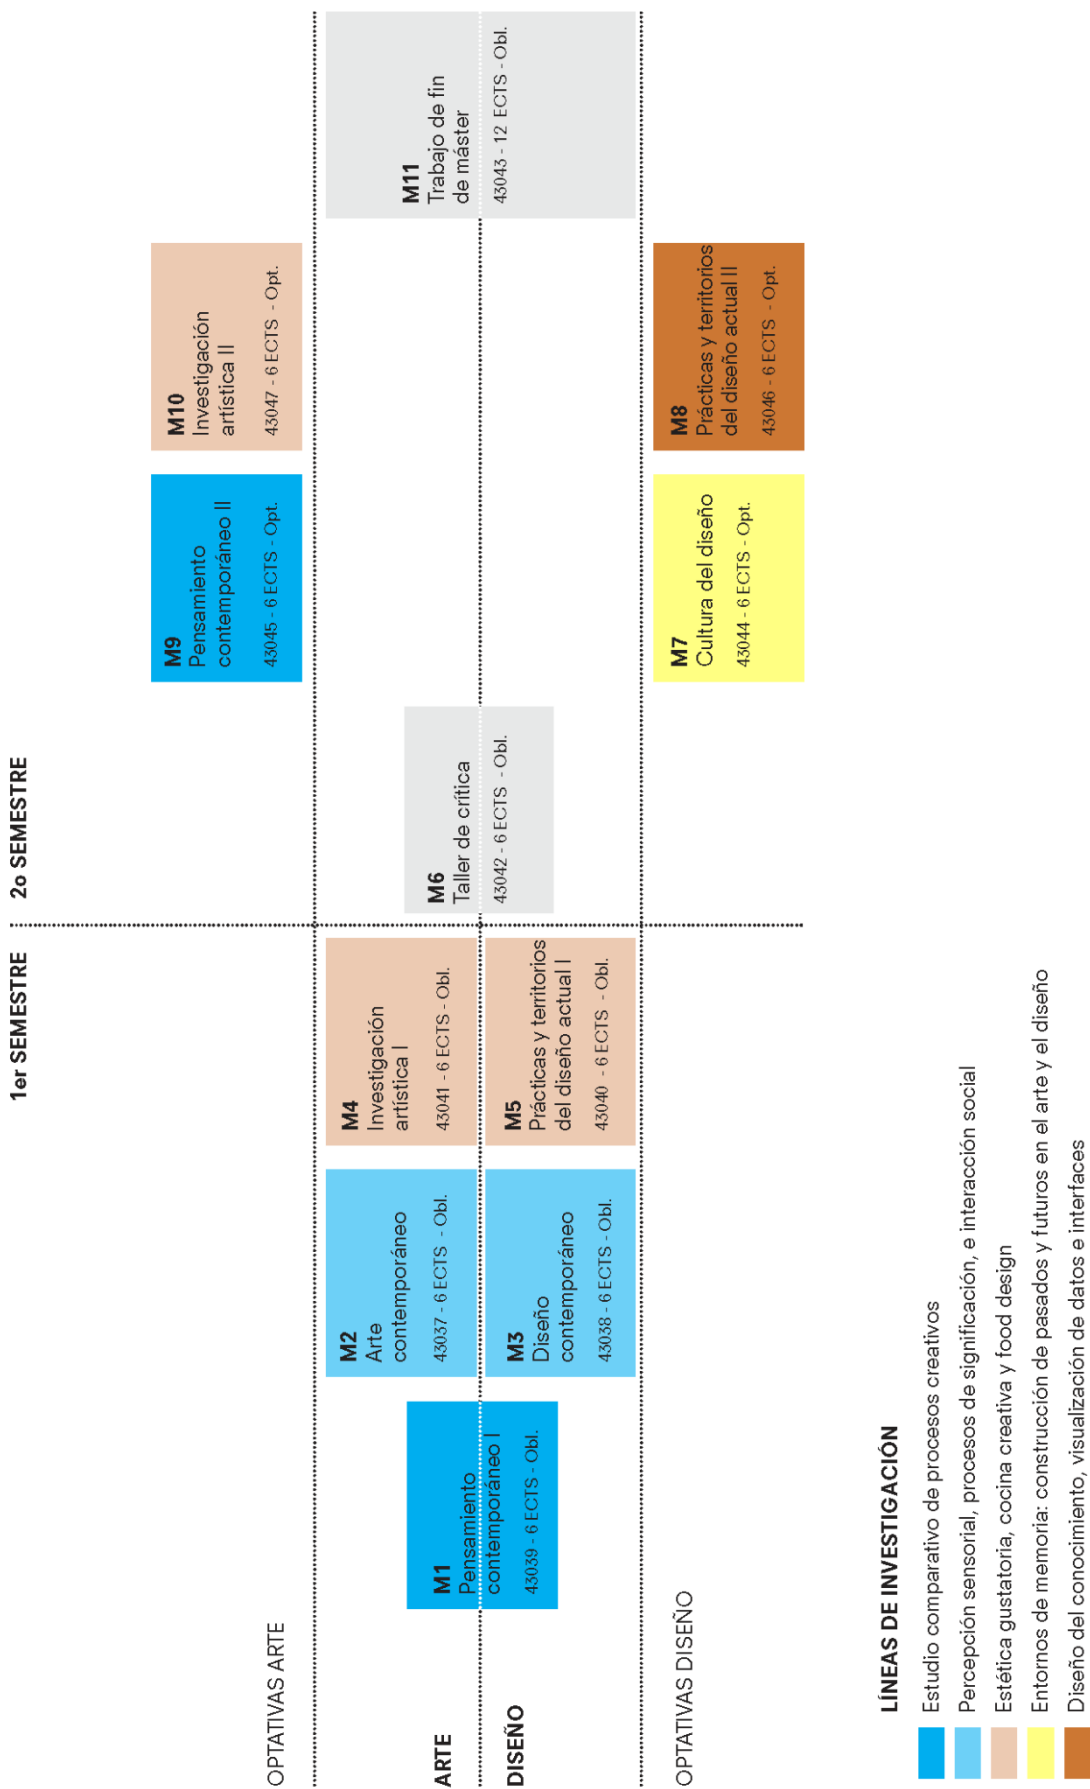 1er SEMESTRE
2o SEMESTRE
OPTATIVAS ARTE
M9
Pensamiento
contemporáneo II
43045 - 6 ECTS - Opt.
M10
Investigación
artística II
43047 - 6 ECTS - Opt.
ARTE
DISEÑO
M1
Pensamiento
contemporáneo I
43039 - 6 ECTS - Obl.
M2
Arte
contemporáneo
43037 - 6 ECTS - Obl.
M4
Investigación
artística I
43041 - 6 ECTS - Obl.
M3
Diseño
contemporáneo
43038 - 6 ECTS - Obl.
M5
Prácticas y territorios
del diseño actual I
43040 - 6 ECTS - Obl.
M6
Taller de crítica
43042 - 6 ECTS - Obl.
M11
Trabajo de fin
de máster
43043 - 12 ECTS - Obl.
OPTATIVAS DISEÑO
M7
Cultura del diseño
43044 - 6 ECTS - Opt.
M8
Prácticas y territorios
del diseño actual II
43046 - 6 ECTS - Opt.
LÍNEAS DE INVESTIGACIÓN
Estudio comparativo de procesos creativos
Percepción sensorial, procesos de significación, e interacción social
Estética gustatoria, cocina creativa y food design
Entornos de memoria: construcción de pasados y futuros en el arte y el diseño
Diseño del conocimiento, visualización de datos e interfaces